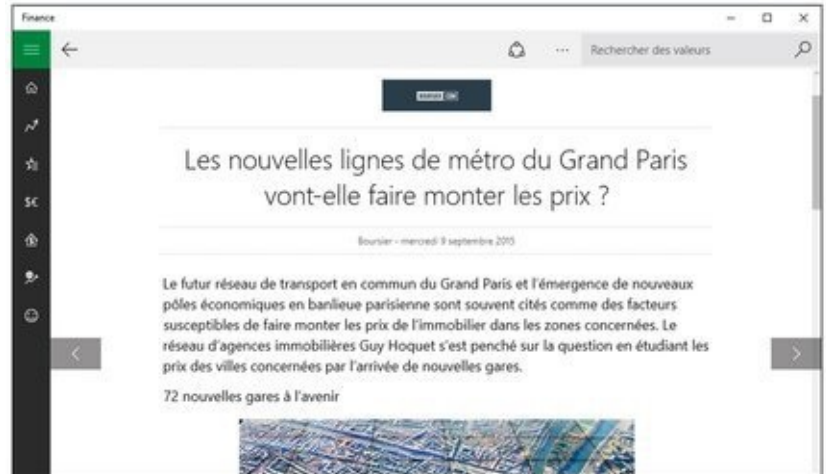 Finance
Rechercher des valeurs
Les nouvelles lignes de métro du Grand Paris
vont-elle faire monter les prix ?
Boursier - mercredi 9 septembre 2015
Le futur réseau de transport en commun du Grand Paris et l'émergence de nouveaux
pôles économiques en banlieue parisienne sont souvent cités comme des facteurs
susceptibles de faire monter les prix de l'immobilier dans les zones concernées. Le
réseau d'agences immobilières Guy Hoquet s'est penché sur la question en étudiant les
prix des villes concernées par l'arrivée de nouvelles gares.
72 nouvelles gares à l'avenir